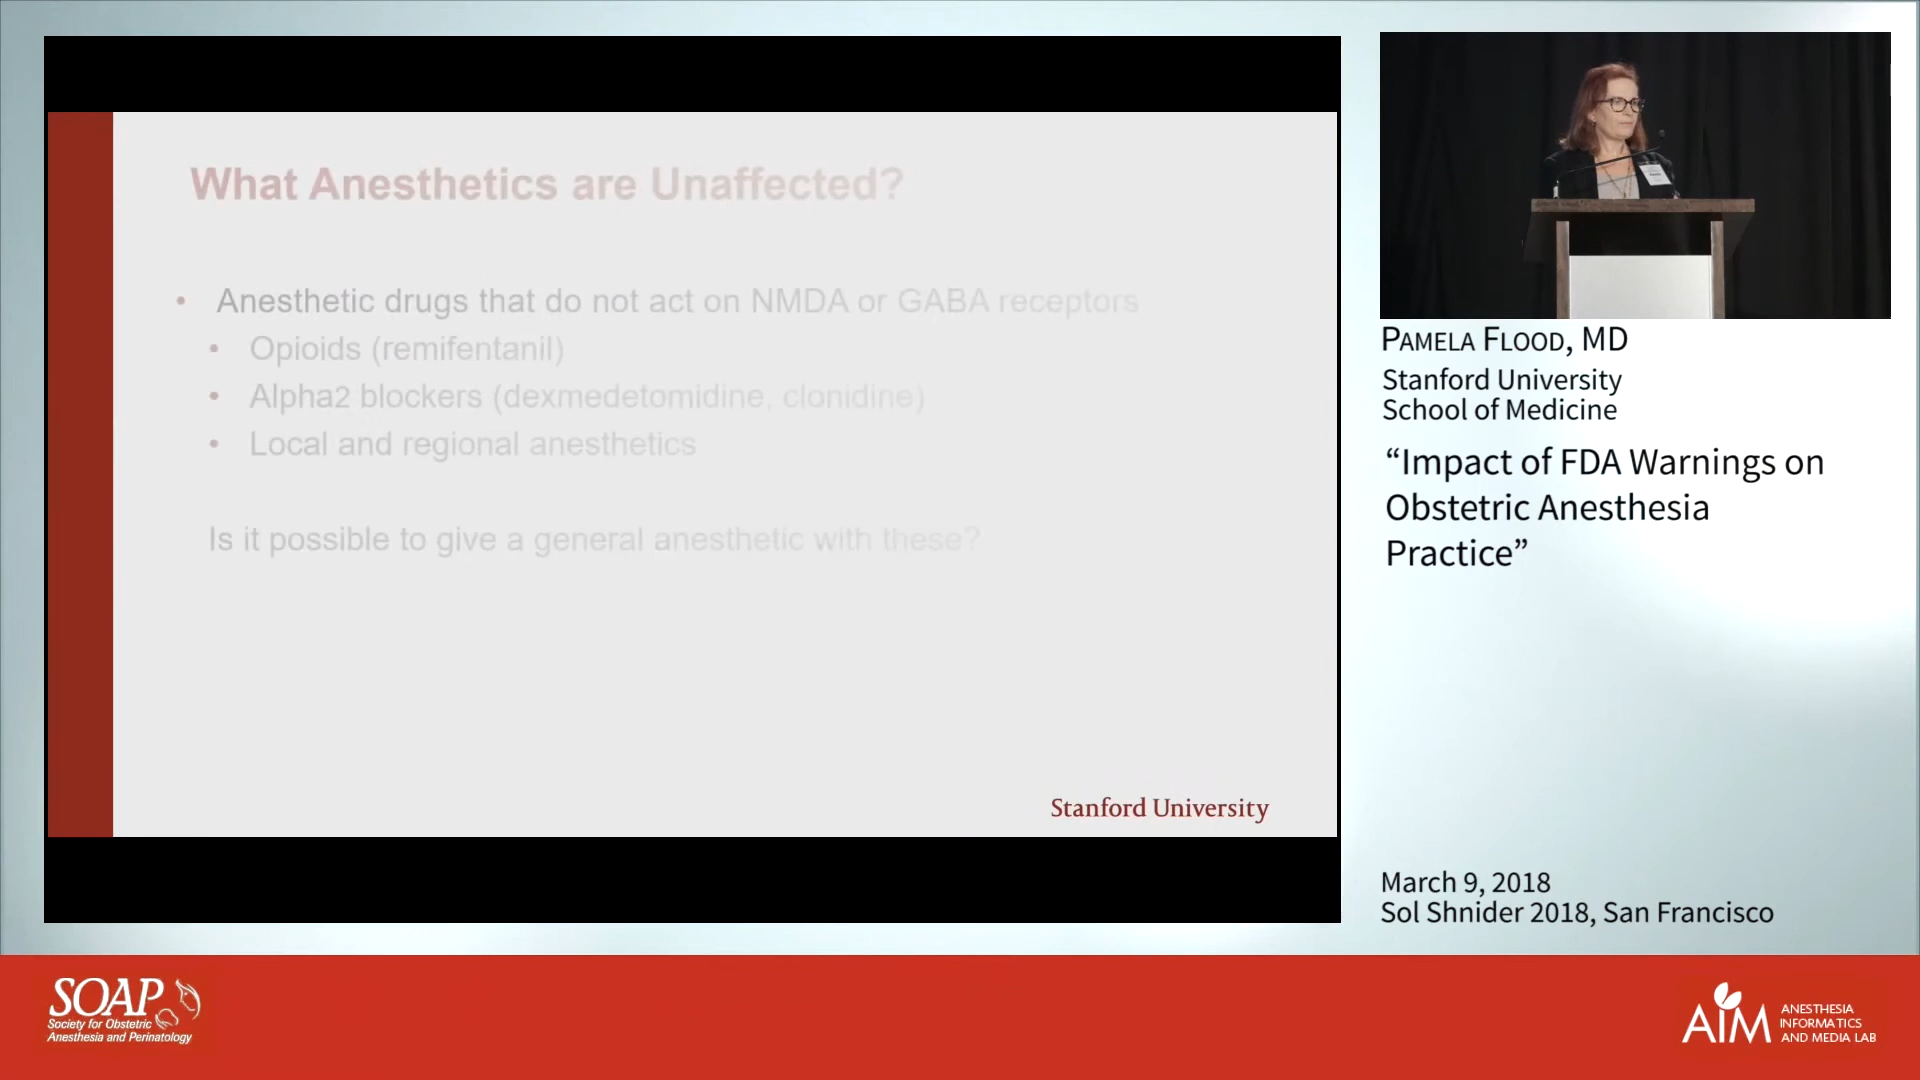 What Anesthetics are Unaffected?
• Anesthetic drugs that do not act on NMDA or GABA receptors
• Opioids (remifentanil)
• Alpha2 blockers (dexmedetomidine, clonidine)
• Local and regional anesthetics
Is it possible to give a general anesthetic with these?
Stanford University
PAMELA FLOOD, MD
Stanford University
School of Medicine
“Impact of FDA Warnings on
Obstetric Anesthesia
Practice”
March 9, 2018
Sol Shnider 2018, San Francisco
SOAP
Society for Obstetric
Anesthesia and Perinatology
AIM
ANESTHESIA
INFORMATICS
AND MEDIA LAB